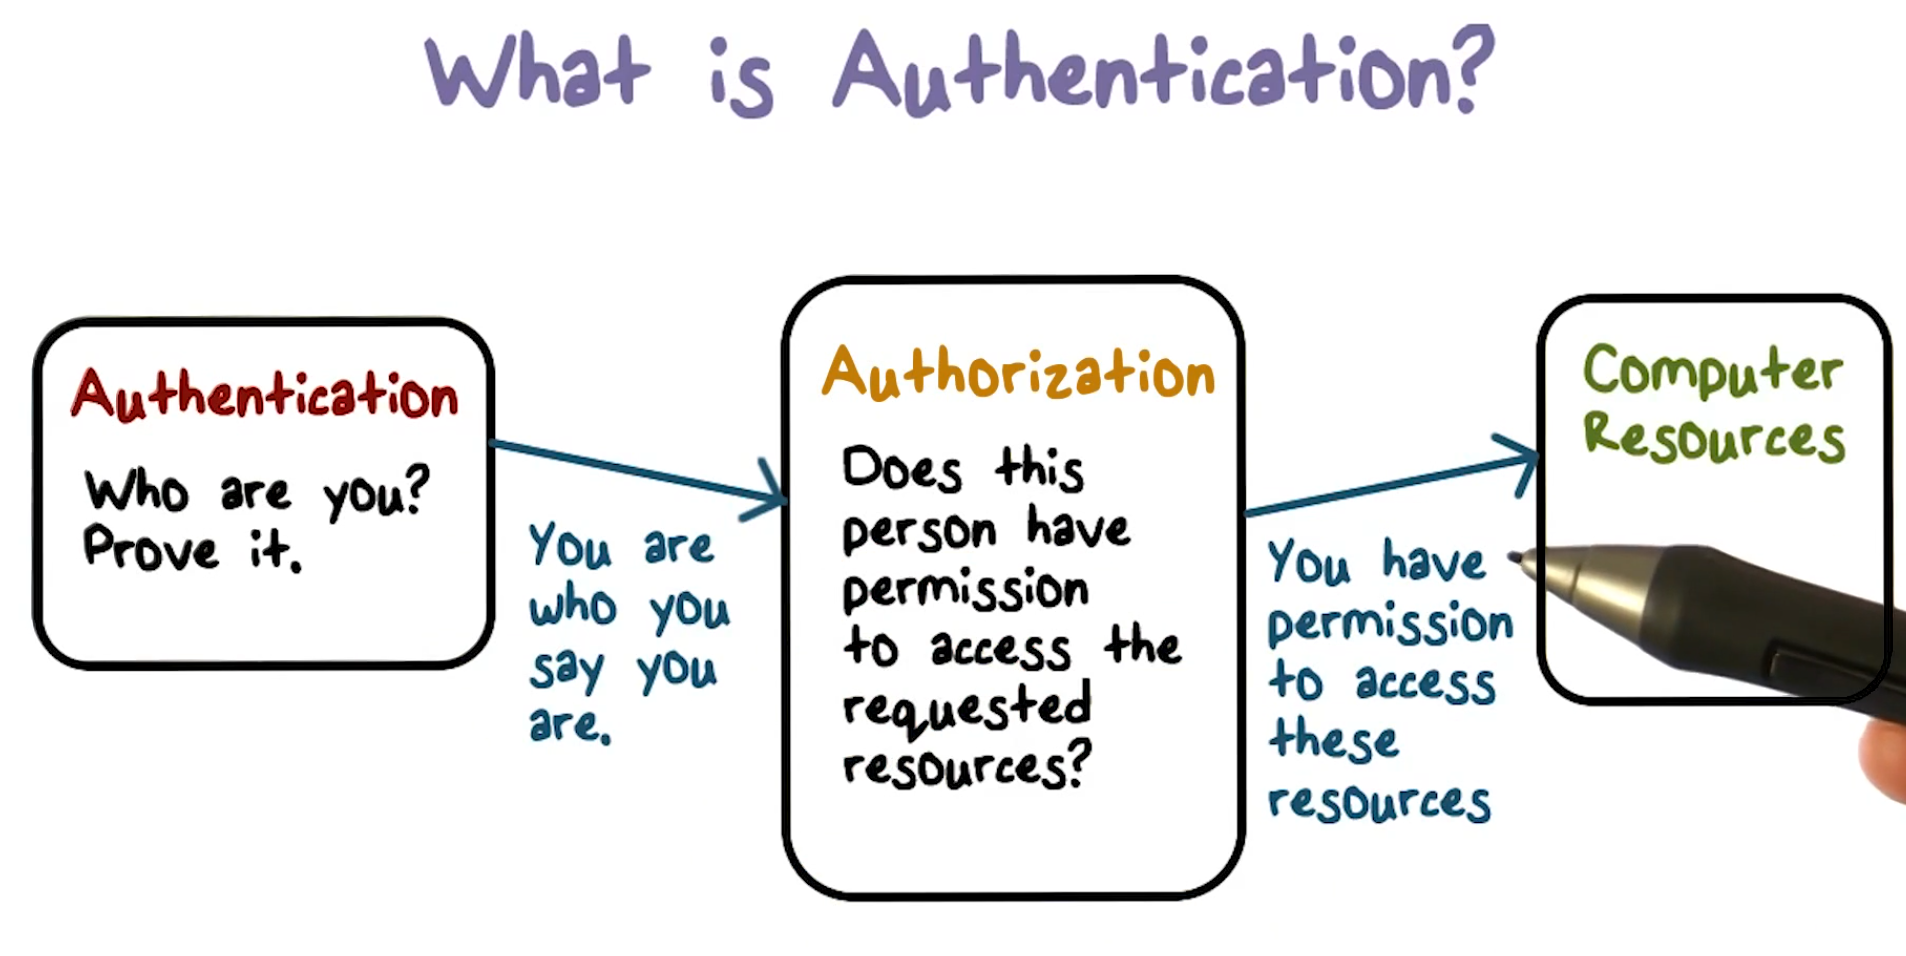 What is Authentication?
Authentication
Who are you?
Prove it.
You are
who you
say you
are.
Authorization
Does this
person have
permission
to access the
requested
resources?
You have
permission
to access
these
resources
Computer
Resources